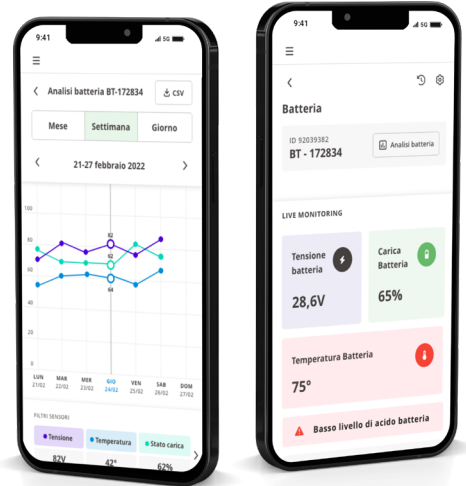 9:41
5G
Analisi batteria BT-172834
CSV
Mese
Settimana
Giorno
21-27 febbraio 2022
100
80
60
40
20
0
82
62
64
LUN
MAR
MER
GIO
VEN
SAB
DOM
21/02
22/02
23/02
24/02
25/02
26/02
27/02
FILTRI SENSORI
Tensione
Temperatura
Stato carica
82V
42°
62%
9:41
5G
Batteria
ID 92039382
BT - 172834
Analisi batteria
LIVE MONITORING
Tensione
batteria
28,6V
Carica
Batteria
65%
Temperatura Batteria
75°
Basso livello di acido batteria